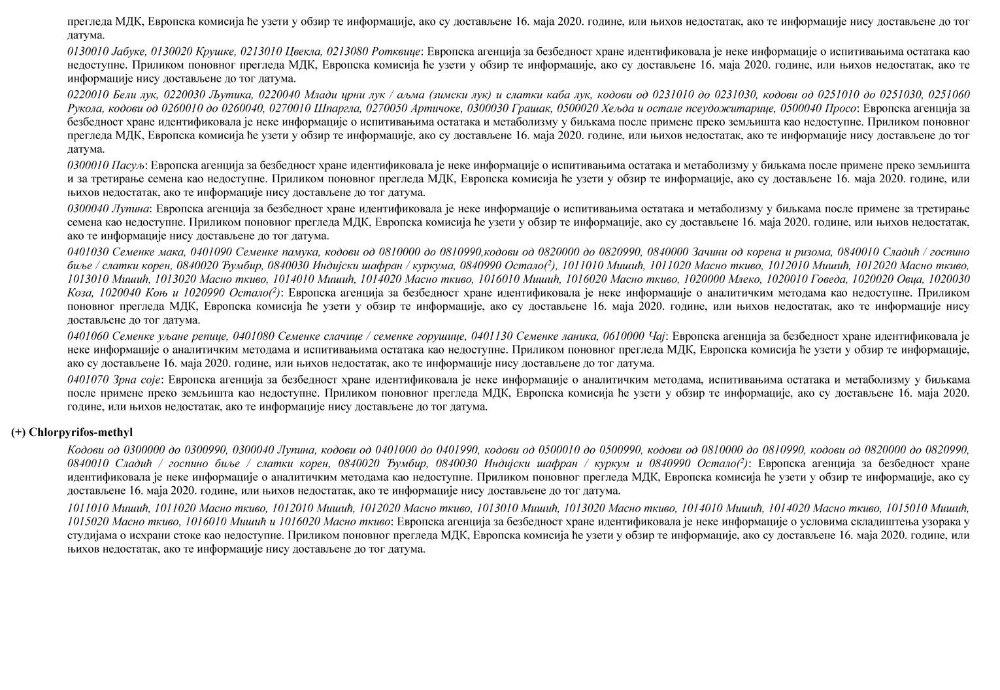 прегледа МДК, Европска комисија ће узети у обзир те информације, ако су достављене 16. маја 2020. године, или њихов недостатак, ако те информације нису достављене до тог
датума.
0130010 Јабуке, 0130020 Крушке, 0213010 Цвекла, 0213080 Ротквице: Европска агенција за безбедност хране идентификовала је неке информације о испитивањима остатака као
недоступне. Приликом поновног прегледа МДК, Европска комисија ће узети у обзир те информације, ако су достављене 16. маја 2020. године, или њихов недостатак, ако те
информације нису достављене до тог датума.
0220010 Бели лук, 0220030 Љутика, 0220040 Млади црни лук / аљма (зимски лук) и слатки каба лук, кодови од 0231010 до 0231030, кодови од 0251010 до 0251030, 0251060
Рукола, кодови од 0260010 до 0260040, 0270010 Шпаргла, 0270050 Артичоке, 0300030 Грашак, 0500020 Хељда и остале псеудожитарице, 0500040 Просо: Европска агенција за
безбедност хране идентификовала је неке информације о испитивањима остатака и метаболизму у биљкама после примене преко земљишта као недоступне. Приликом поновног
прегледа МДК, Европска комисија ће узети у обзир те информације, ако су достављене 16. маја 2020. године, или њихов недостатак, ако те информације нису достављене до тог
датума.
0300010 Пасуљ: Европска агенција за безбедност хране идентификовала је неке информације о испитивањима остатака и метаболизму у биљкама после примене преко земљишта
и за третирање семена као недоступне. Приликом поновног прегледа МДК, Европска комисија ће узети у обзир те информације, ако су достављене 16. маја 2020. године, или
њихов недостатак, ако те информације нису достављене до тог датума.
0300040 Лупина: Европска агенција за безбедност хране идентификовала је неке информације о испитивањима остатака и метаболизму у биљкама после примене за третирање
семена као недоступне. Приликом поновног прегледа МДК, Европска комисија ће узети у обзир те информације, ако су достављене 16. маја 2020. године, или њихов недостатак,
ако те информације нису достављене до тог датума.
0401030 Семенке мака, 0401090 Семенке памука, кодови од 0810000 до 0810990,кодови од 0820000 до 0820990, 0840000 Зачини од корена и ризома, 0840010 Сладић / госпино
биље / слатки корен, 0840020 Ђумбир, 0840030 Индијски шафран / куркума, 0840990 Остало(²), 1011010 Мишић, 1011020 Масно ткиво, 1012010 Мишић, 1012020 Масно ткиво,
1013010 Мишић, 1013020 Масно ткиво, 1014010 Мишић, 1014020 Масно ткиво, 1016010 Мишић, 1016020 Масно ткиво, 1020000 Млеко, 1020010 Говеда, 1020020 Овца, 1020030
Коза, 1020040 Коњ и 1020990 Остало(²): Европска агенција за безбедност хране идентификовала је неке информације о аналитичким методама као недоступне. Приликом
поновног прегледа МДК, Европска комисија ће узети у обзир те информације, ако су достављене 16. маја 2020. године, или њихов недостатак, ако те информације нису
достављене до тог датума.
0401060 Семенке уљане репице, 0401080 Семенке слачице / семенке горушице, 0401130 Семенке ланика, 0610000 Чај: Европска агенција за безбедност хране идентификовала је
неке информације о аналитичким методама и испитивањима остатака као недоступне. Приликом поновног прегледа МДК, Европска комисија ће узети у обзир те информације,
ако су достављене 16. маја 2020. године, или њихов недостатак, ако те информације нису достављене до тог датума.
0401070 Зрна соје: Европска агенција за безбедност хране идентификовала је неке информације о аналитичким методама, испитивањима остатака и метаболизму у биљкама
после примене преко земљишта као недоступне. Приликом поновног прегледа МДК, Европска комисија ће узети у обзир те информације, ако су достављене 16. маја 2020.
године, или њихов недостатак, ако те информације нису достављене до тог датума.
(+) Chlorpyrifos-methyl
Кодови од 0300000 до 0300990, 0300040 Лупина, кодови од 0401000 до 0401990, кодови од 0500010 до 0500990, кодови од 0810000 до 0810990, кодови од 0820000 до 0820990,
0840010 Сладић / госпино биље / слатки корен, 0840020 Ђумбир, 0840030 Индијски шафран / куркум и 0840990 Остало(²): Европска агенција за безбедност хране
идентификовала је неке информације о аналитичким методама као недоступне. Приликом поновног прегледа МДК, Европска комисија ће узети у обзир те информације, ако су
достављене 16. маја 2020. године, или њихов недостатак, ако те информације нису достављене до тог датума.
1011010 Мишић, 1011020 Масно ткиво, 1012010 Мишић, 1012020 Масно ткиво, 1013010 Мишић, 1013020 Масно ткиво, 1014010 Мишић, 1014020 Масно ткиво, 1015010 Мишић,
1015020 Масно ткиво, 1016010 Мишић и 1016020 Масно ткиво: Европска агенција за безбедност хране идентификовала је неке информације о условима складиштења узорака у
студијама о исхрани стоке као недоступне. Приликом поновног прегледа МДК, Европска комисија ће узети у обзир те информације, ако су достављене 16. маја 2020. године, или
њихов недостатак, ако те информације нису достављене до тог датума.